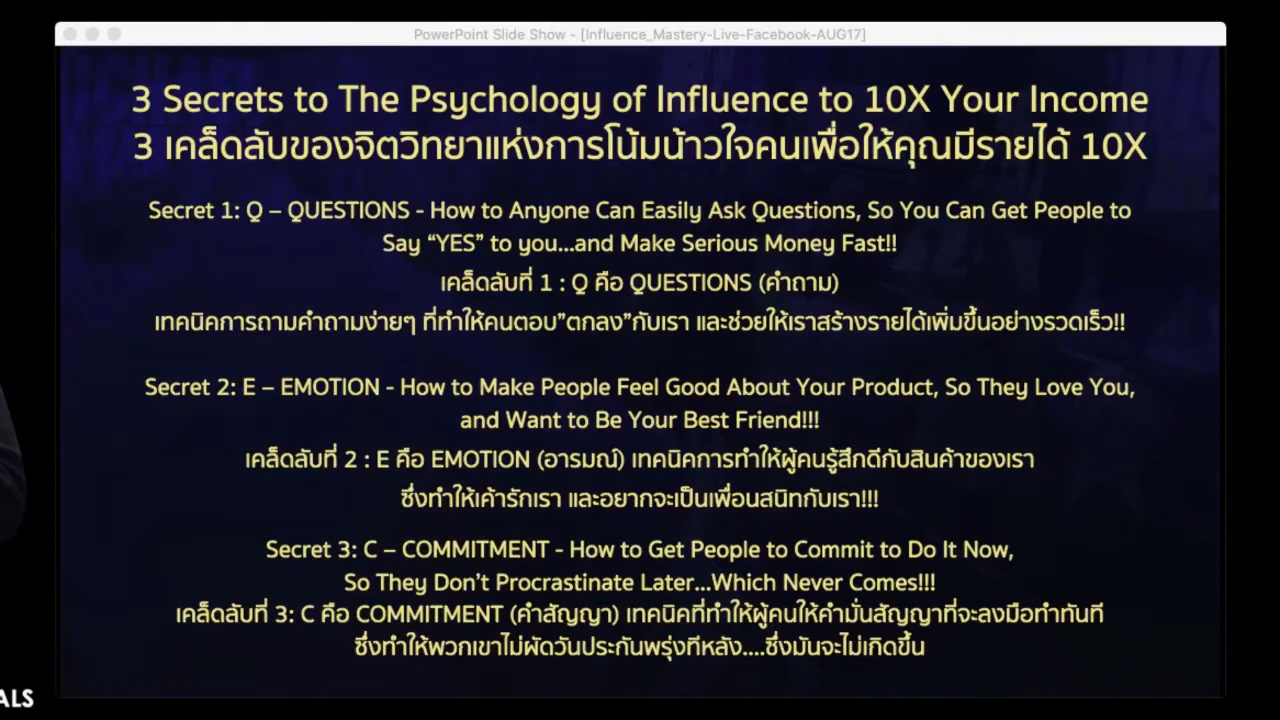 PowerPoint Slide Show - [Influence_Mastery-Live-Facebook-AUG17]
3 Secrets to The Psychology of Influence to 10X Your Income
3 เคล็ดลับของจิตวิทยาแห่งการโน้มน้าวใจคนเพื่อให้คุณมีรายได้ 10X
Secret 1: Q – QUESTIONS - How to Anyone Can Easily Ask Questions, So You Can Get People to
Say “YES” to you...and Make Serious Money Fast!!
เคล็ดลับที่ 1 : Q คือ QUESTIONS (คำถาม)
เทคนิคการถามคำถามง่ายๆ ที่ทำให้คนตอบ”ตกลง”กับเรา และช่วยให้เราสร้างรายได้เพิ่มขึ้นอย่างรวดเร็ว!!
Secret 2: E – EMOTION - How to Make People Feel Good About Your Product, So They Love You,
and Want to Be Your Best Friend!!!
เคล็ดลับที่ 2 : E คือ EMOTION (อารมณ์) เทคนิคการทำให้ผู้คนรู้สึกดีกับสินค้าของเรา
ซึ่งทำให้เค้ารักเรา และอยากจะเป็นเพื่อนสนิทกับเรา!!!
Secret 3: C – COMMITMENT - How to Get People to Commit to Do It Now,
So They Don’t Procrastinate Later...Which Never Comes!!!
เคล็ดลับที่ 3: C คือ COMMITMENT (คำสัญญา) เทคนิคที่ทำให้ผู้คนให้คำมั่นสัญญาที่จะลงมือทำทันที
ซึ่งทำให้พวกเขาไม่ผัดวันประกันพรุ่งทีหลัง....ซึ่งมันจะไม่เกิดขึ้น
ALS